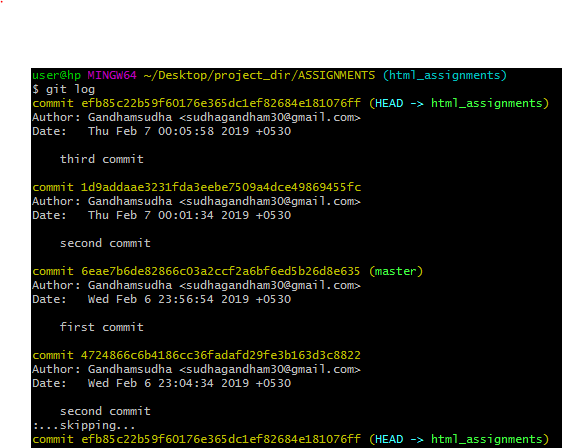 user@hp MINGW64 ~/Desktop/project_dir/ASSIGNMENTS (html_assignments)
$ git log
commit efb85c22b59f60176e365dc1ef82684e181076ff (HEAD -> html_assignments)
Author: Gandhamsudha <sudhagandham30@gmail.com>
Date:   Thu Feb 7 00:05:58 2019 +0530
    third commit
commit 1d9addaae3231fda3eebe7509a4dce49869455fc
Author: Gandhamsudha <sudhagandham30@gmail.com>
Date:   Thu Feb 7 00:01:34 2019 +0530
    second commit
commit 6eae7b6de82866c03a2ccf2a6bf6ed5b26d8e635 (master)
Author: Gandhamsudha <sudhagandham30@gmail.com>
Date:   Wed Feb 6 23:56:54 2019 +0530
    first commit
commit 4724866c6b4186cc36fadafd29fe3b163d3c8822
Author: Gandhamsudha <sudhagandham30@gmail.com>
Date:   Wed Feb 6 23:04:34 2019 +0530
    second commit
:...skipping...
commit efb85c22b59f60176e365dc1ef82684e181076ff (HEAD -> html_assignments)